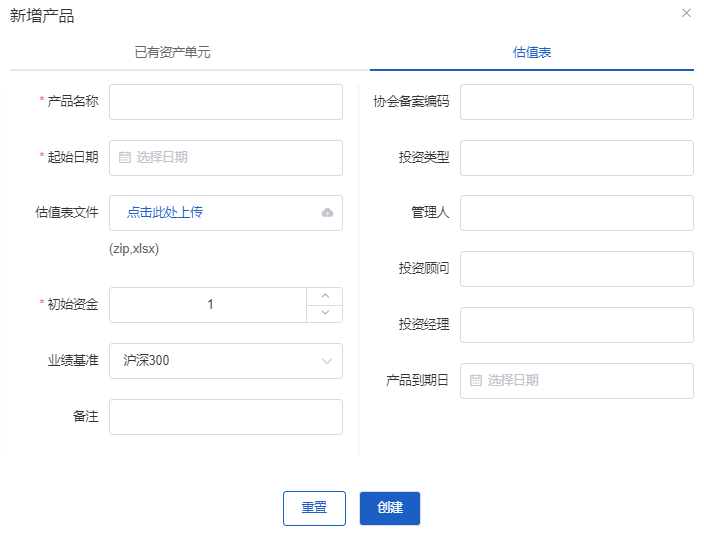 新增产品
已有资产单元
估值表
* 产品名称
* 起始日期
选择日期
估值表文件
点击此处上传
(zip,xlsx)
* 初始资金
1
业绩基准
沪深300
备注
协会备案编码
投资类型
管理人
投资顾问
投资经理
产品到期日
选择日期
重置
创建